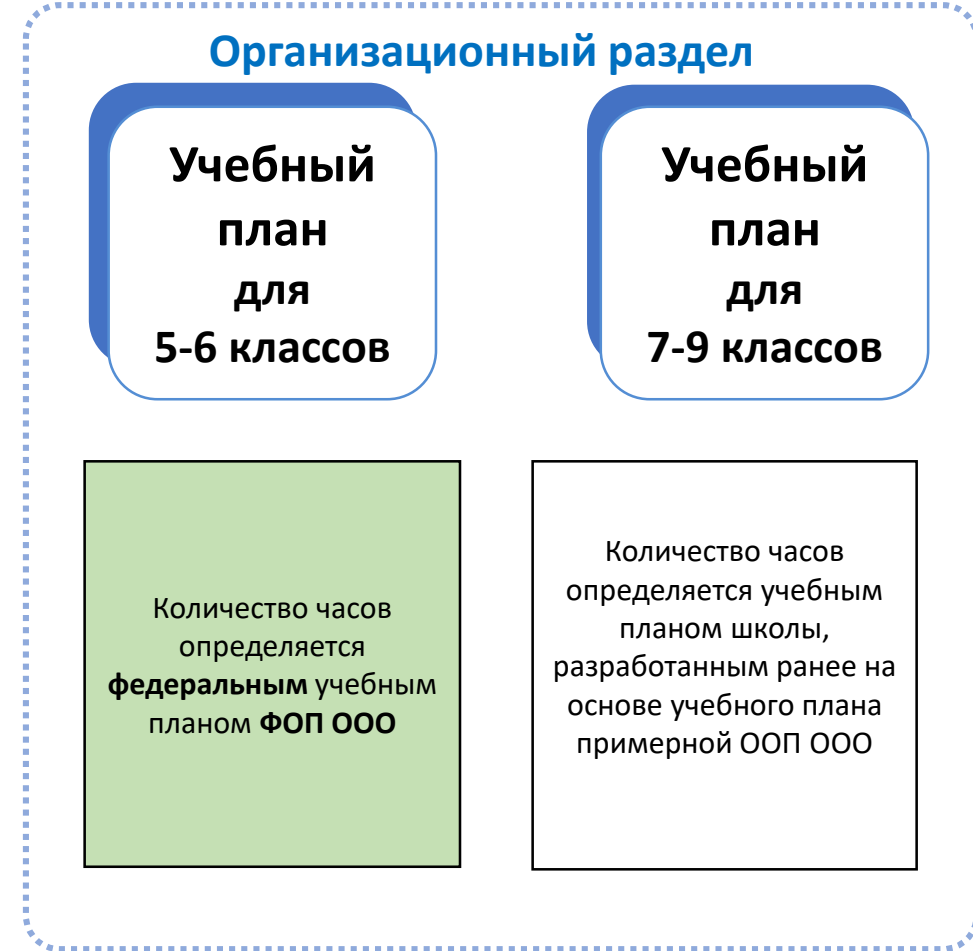 Организационный раздел
Учебный
план
для
5-6 классов
Учебный
план
для
7-9 классов
Количество часов
определяется
федеральным учебным
планом ФОП ООО
Количество часов
определяется учебным
планом школы,
разработанным ранее на
основе учебного плана
примерной ООП ООО